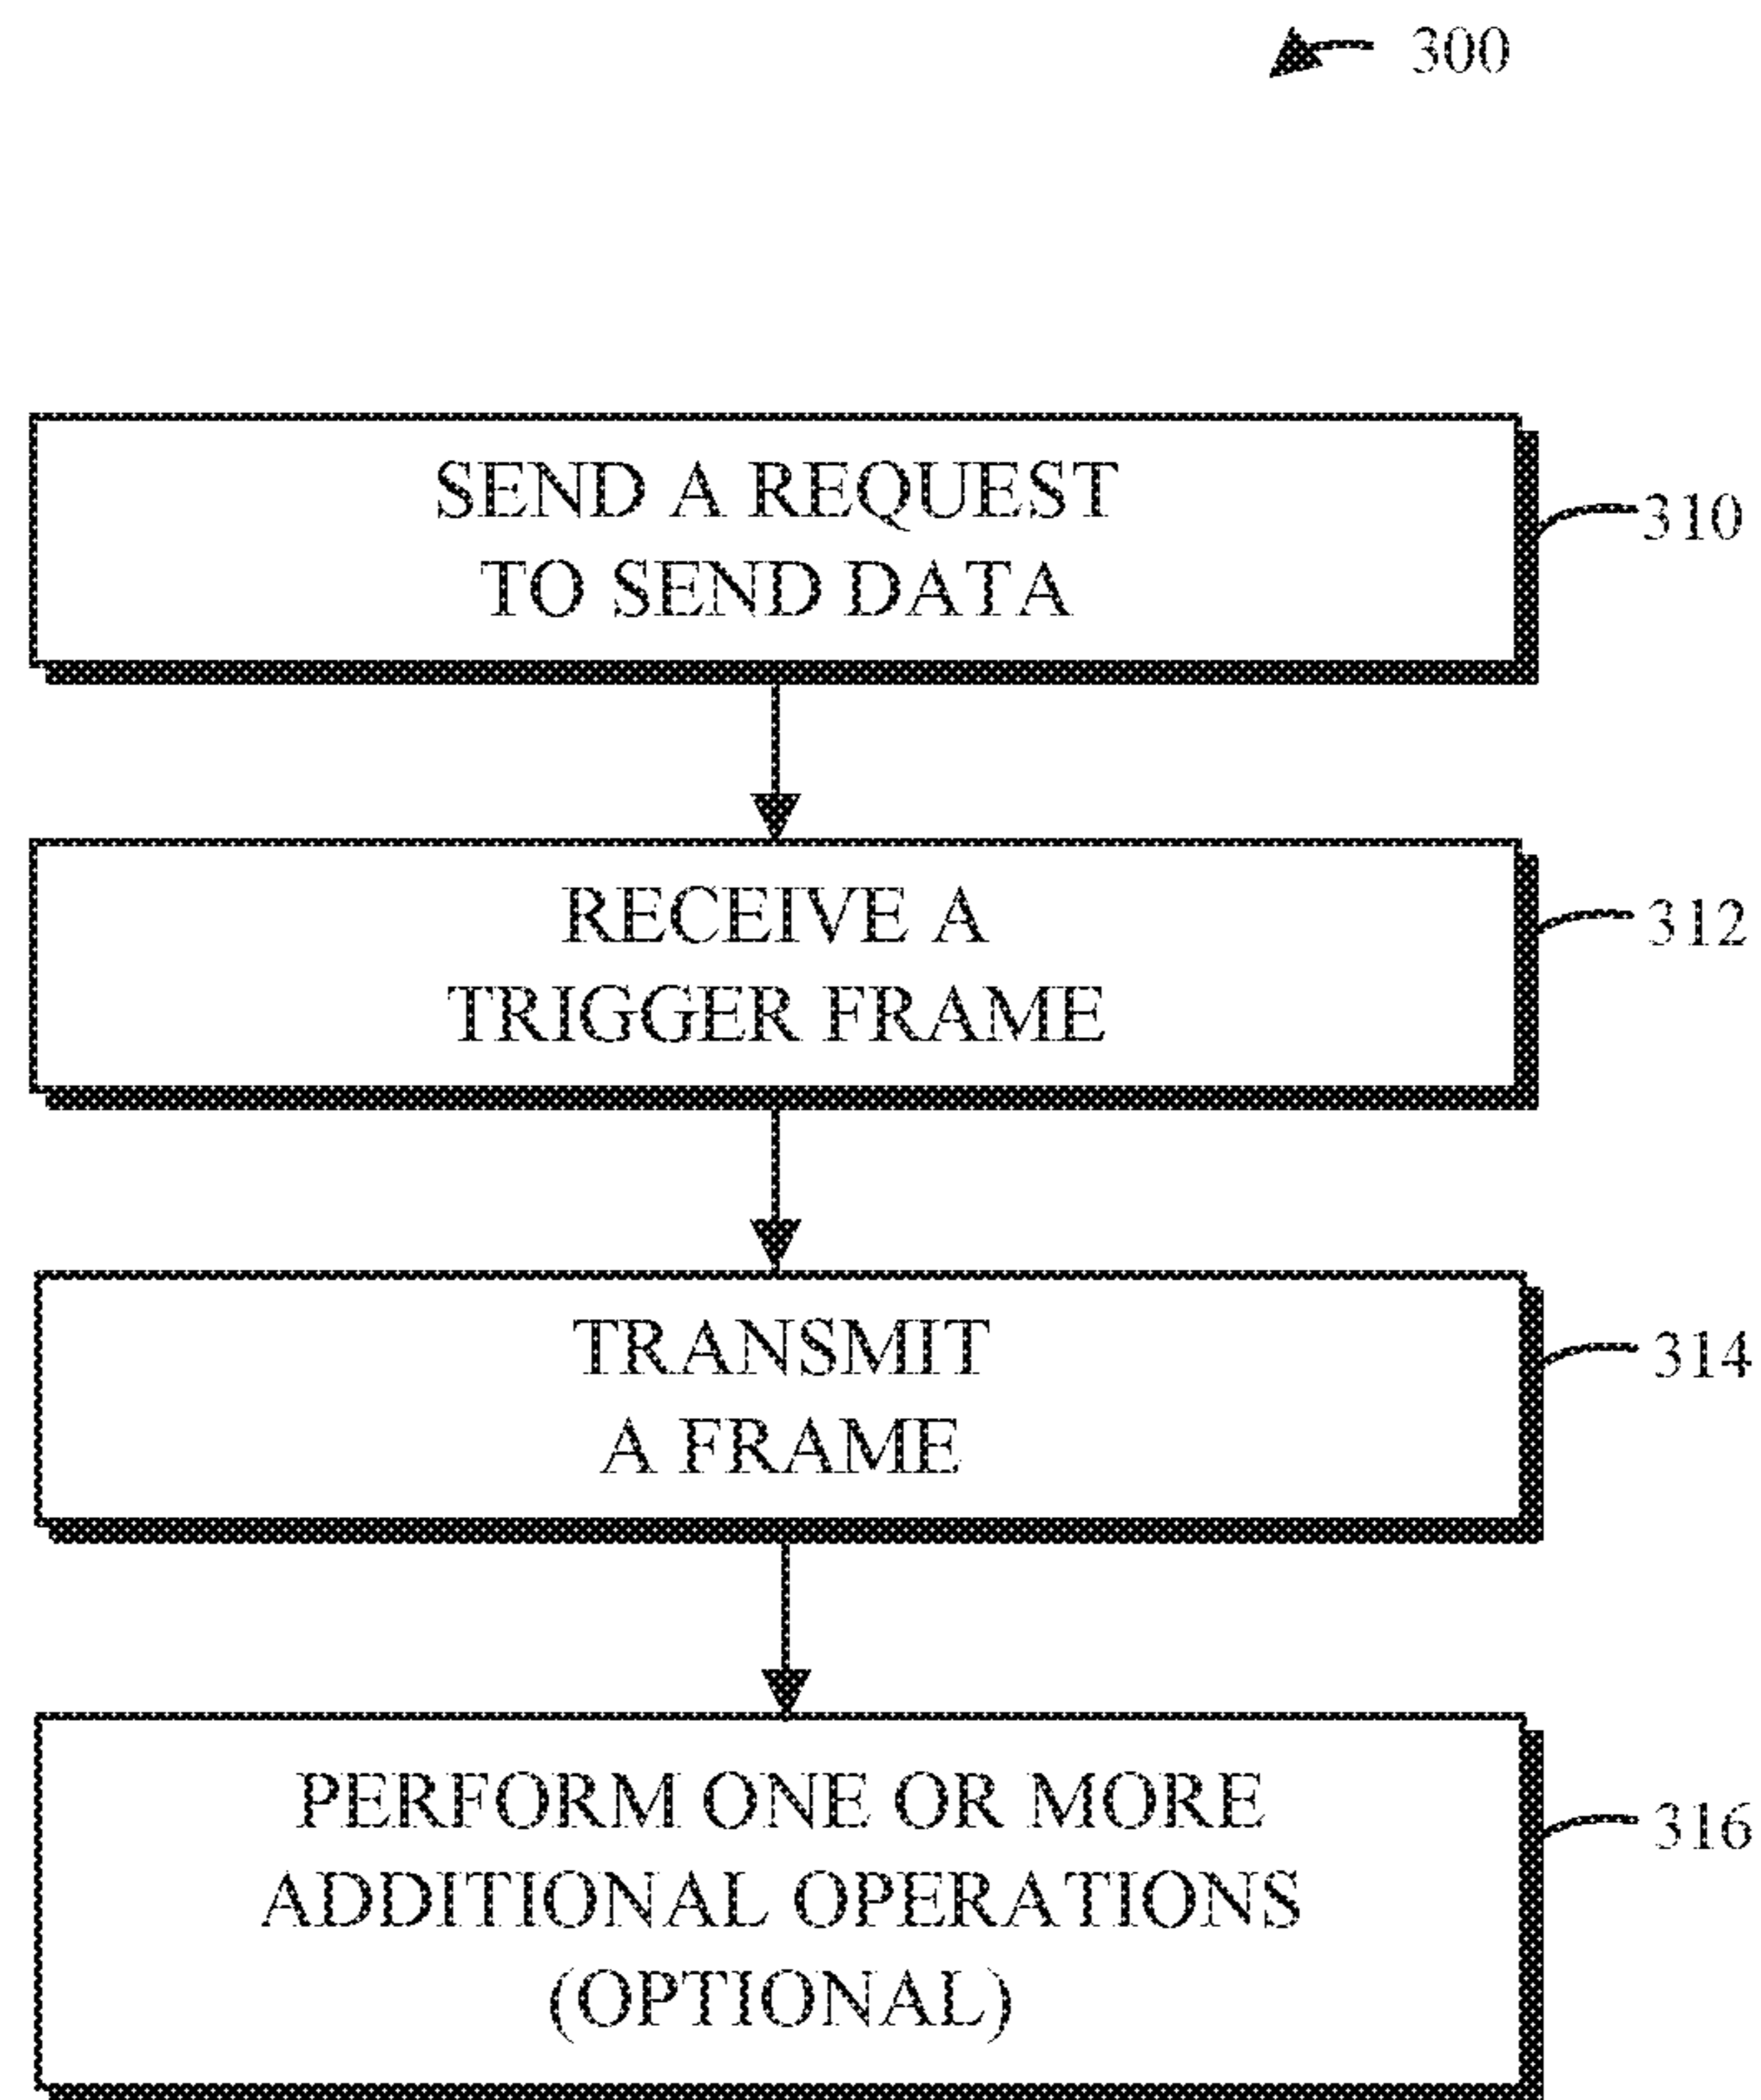 300
SEND A REQUEST
TO SEND DATA
310
RECEIVE A
TRIGGER FRAME
312
TRANSMIT
A FRAME
314
PERFORM ONE OR MORE
ADDITIONAL OPERATIONS
(OPTIONAL)
316